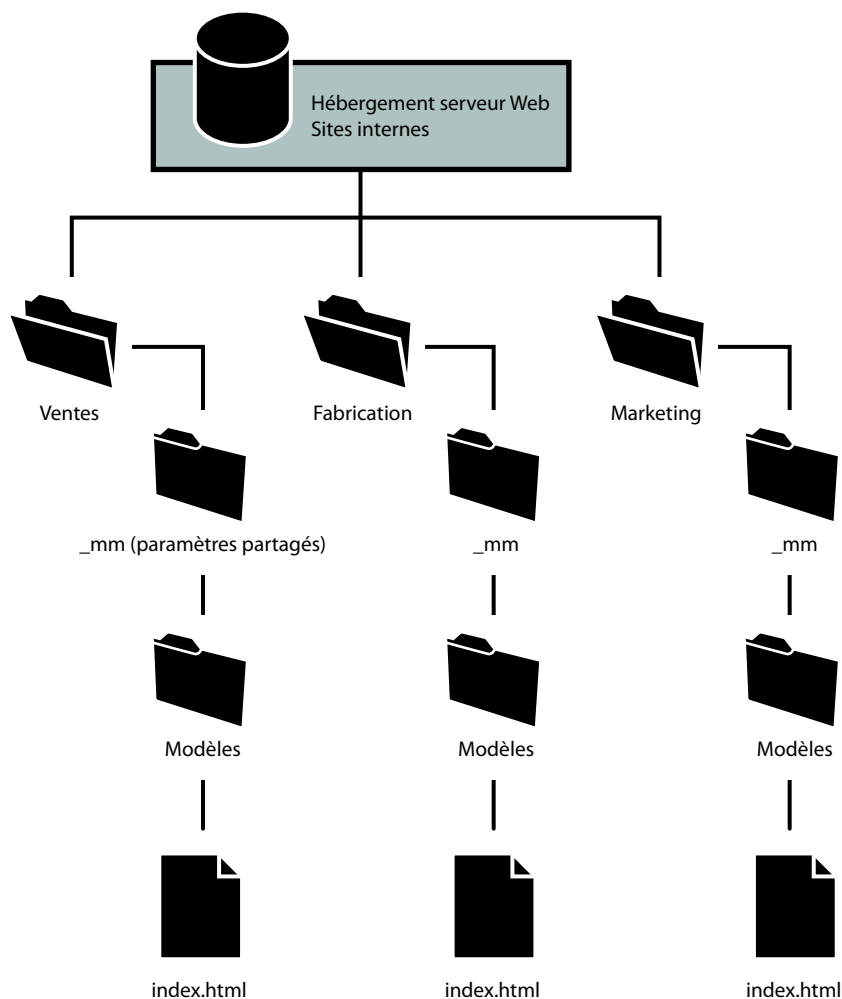 Hébergement serveur Web
Sites internes
Ventes
Fabrication
Marketing
_mm (paramètres partagés)
_mm
_mm
Modèles
Modèles
Modèles
index.html
index.html
index.html